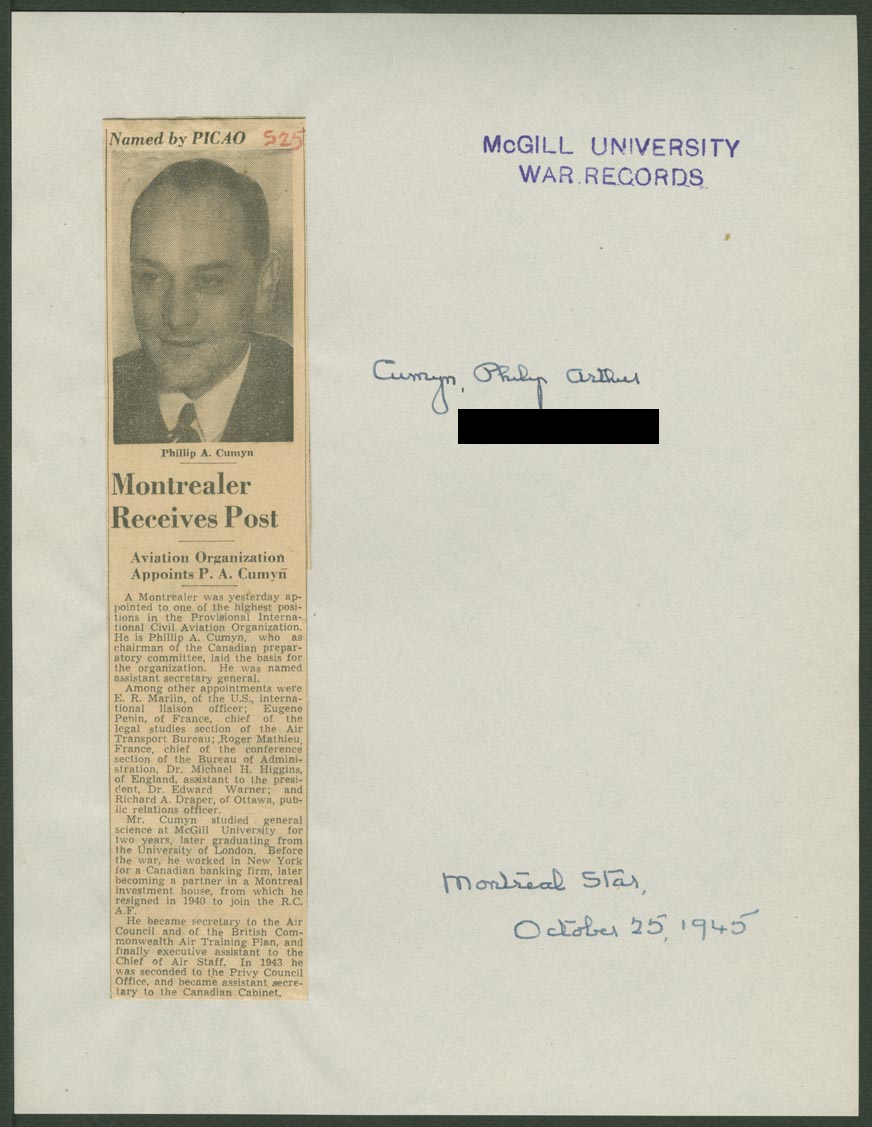 Named by PICAO 525
McGILL UNIVERSITY
WAR RECORDS
Cumyn, Philip Arthur
Phillip A. Cumyn
Montrealer
Receives Post
Aviation Organization
Appoints P. A. Cumyn
A Montrealer was yesterday ap-
pointed to one of the highest posi-
tions in the Provisional Interna-
tional Civil Aviation Organization.
He is Phillip A. Cumyn, who as
chairman of the Canadian prepar-
atory committee, laid the basis for
the organization. He was named
assistant secretary general.
Among other appointments were
E. R. Marlin, of the U.S., interna-
tional liaison officer; Eugene
Pepin, of France, chief of the
legal studies section of the Air
Transport Bureau; Roger Mathieu,
France, chief of the conference
section of the Bureau of Admini-
stration, Dr. Michael H. Higgins,
of England, assistant to the presi-
dent, Dr. Edward Warner; and
Richard A. Draper, of Ottawa, pub-
lic relations officer.
Mr. Cumyn studied general
science at McGill University for
two years, later graduating from
the University of London. Before
the war, he worked in New York
for a Canadian banking firm, later
becoming a partner in a Montreal
investment house, from which he
resigned in 1940 to join the R.C.
A.F.
He became secretary to the Air
Council and of the British Com-
monwealth Air Training Plan, and
finally executive assistant to the
Chief of Air Staff. In 1943 he
was seconded to the Privy Council
Office, and became assistant secre-
tary to the Canadian Cabinet.
Montreal Star,
October 25, 1945